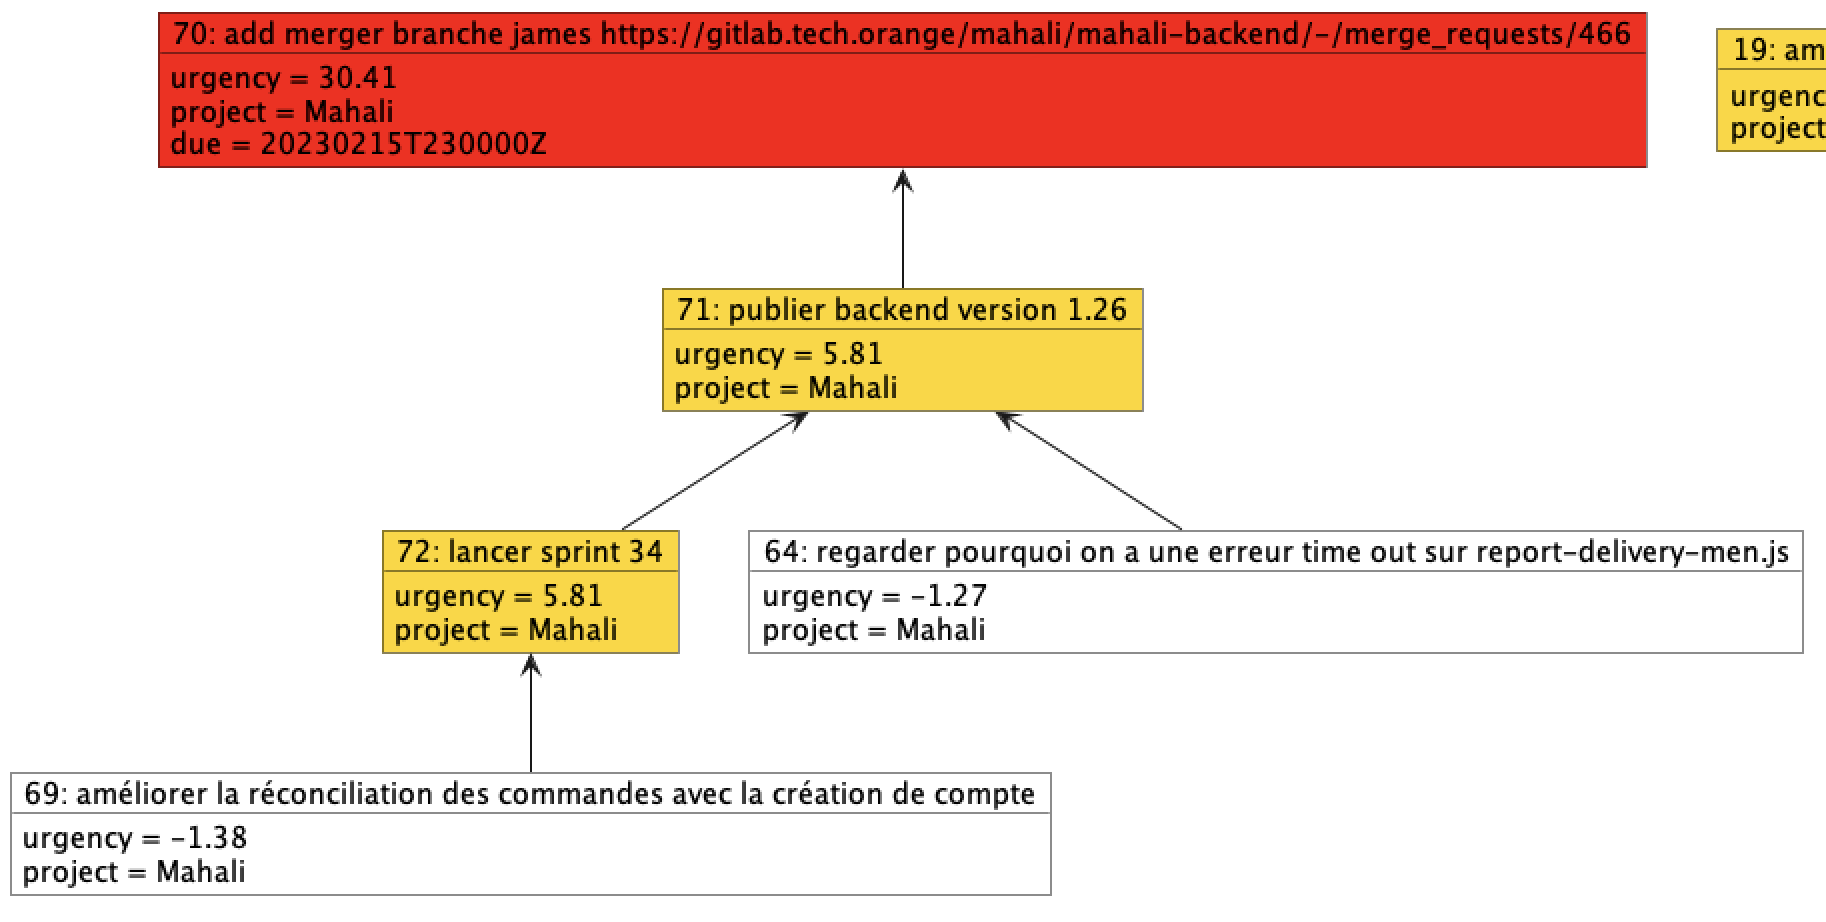 70: add merger branche james https://gitlab.tech.orange/mahali/mahali-backend/-/merge_requests/466
urgency = 30.41
project = Mahali
due = 20230215T230000Z
19: am
urgenc
project
71: publier backend version 1.26
urgency = 5.81
project = Mahali
72: lancer sprint 34
urgency = 5.81
project = Mahali
64: regarder pourquoi on a une erreur time out sur report-delivery-men.js
urgency = -1.27
project = Mahali
69: améliorer la réconciliation des commandes avec la création de compte
urgency = -1.38
project = Mahali